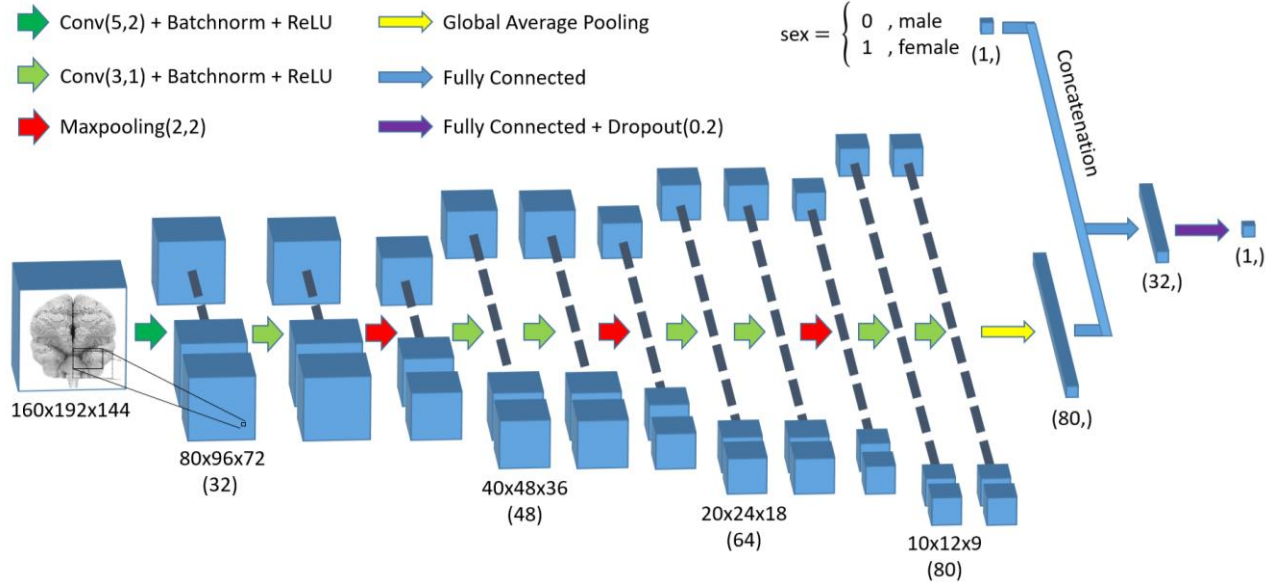 Conv(5,2) + Batchnorm + ReLU
Conv(3,1) + Batchnorm + ReLU
Maxpooling(2,2)
Global Average Pooling
Fully Connected
Fully Connected + Dropout(0.2)
sex = { 0 , male
1 , female
(1,)
Concatenation
160x192x144
80x96x72
(32)
40x48x36
(48)
20x24x18
(64)
10x12x9
(80)
(80,)
(32,)
(1,)